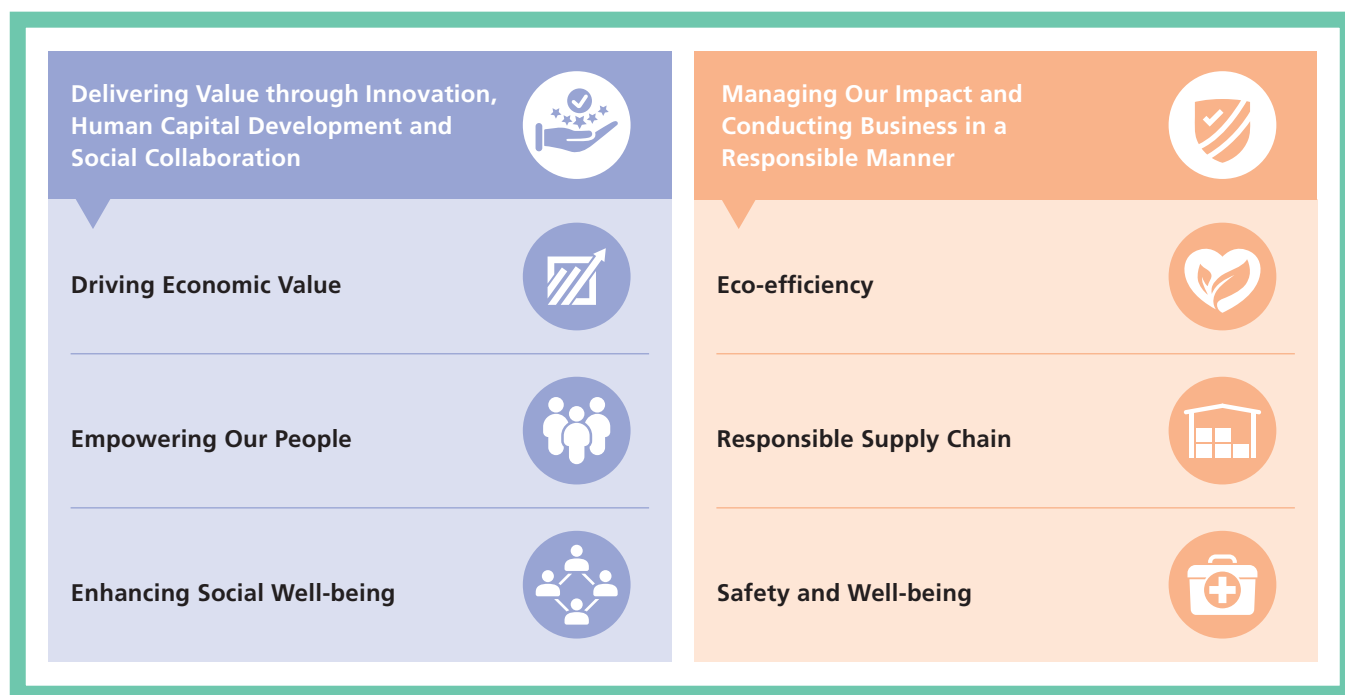 Delivering Value through Innovation,
Human Capital Development and
Social Collaboration
Driving Economic Value
Empowering Our People
Enhancing Social Well-being
Managing Our Impact and
Conducting Business in a
Responsible Manner
Eco-efficiency
Responsible Supply Chain
Safety and Well-being